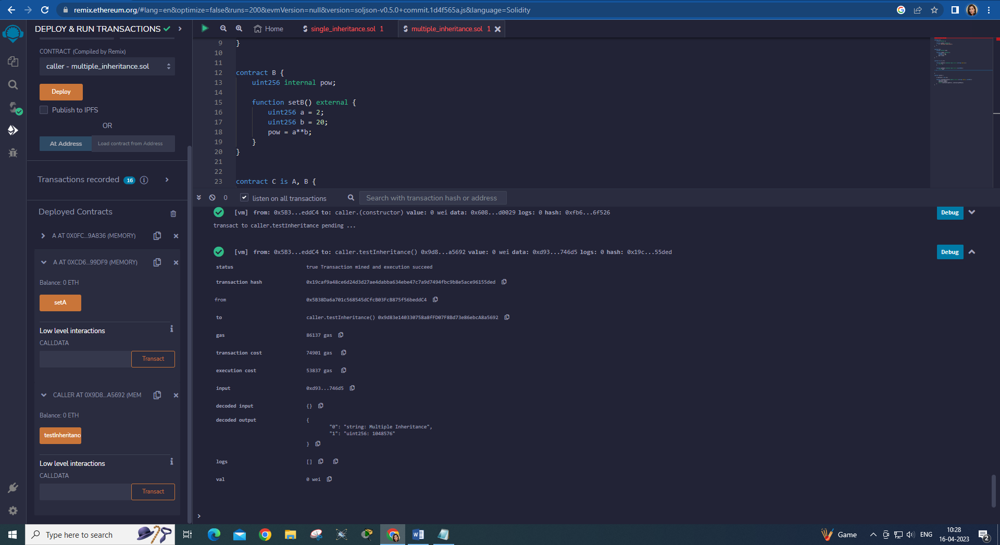 remix.ethereum.org/#lang=en&optimize=false&runs=200&evmVersion=null&version=soljson-v0.5.0+commit.1d4f565a.js&language=Solidity
DEPLOY & RUN TRANSACTIONS
CONTRACT (Compiled by Remix)
caller - multiple_inheritance.sol
Deploy
Publish to IPFS
OR
At Address Load contract from Address
Transactions recorded 16 i
Deployed Contracts
A AT 0X0FC...9A836 (MEMORY)
A AT 0XCD6...99DF9 (MEMORY)
Balance: 0 ETH
setA
Low level interactions
CALLDATA
Transact
CALLER AT 0X9D8...A5692 (MEM
Balance: 0 ETH
testInheritanc
Low level interactions
CALLDATA
Transact
Home single_inheritance.sol 1 multiple_inheritance.sol 1
9 }
10
11
12 contract B {
13 uint256 internal pow;
14
15 function setB() external {
16 uint256 a = 2;
17 uint256 b = 20;
18 pow = a**b;
19 }
20 }
21
22
23 contract C is A, B {
0 listen on all transactions Search with transaction hash or address
[vm] from: 0x5B3...eddC4 to: caller.(constructor) value: 0 wei data: 0x608...d0029 logs: 0 hash: 0xfb6...6f526 Debug
transact to caller.testInheritance pending ...
[vm] from: 0x5B3...eddC4 to: caller.testInheritance() 0x9d8...a5692 value: 0 wei data: 0xd93...746d5 logs: 0 hash: 0x19c...55ded Debug
status true Transaction mined and execution succeed
transaction hash 0x19caf9a48ce6d24d3d27ae4dabba634ebe47c7a9d7494fbc9b8e5ace96155ded
from 0x5B38Da6a701c568545dCfcB03FcB875f56beddC4
to caller.testInheritance() 0x9d83e140330758a8fFD07F8Bd73e86ebcA8a5692
gas 86137 gas
transaction cost 74901 gas
execution cost 53837 gas
input 0xd93...746d5
decoded input {}
decoded output {
"0": "string: Multiple Inheritance",
"1": "uint256: 1048576"
}
logs []
val 0 wei
>
Type here to search
Game
ENG
10:28
16-04-2023
2